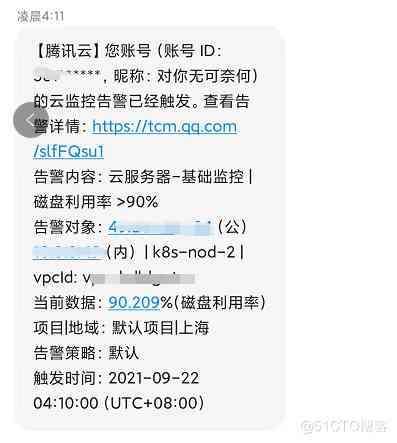 凌晨4:11
【腾讯云】您账号（账号 ID：
*****，昵称：对你无可奈何）
的云监控告警已经触发。查看告
警详情：https://tcm.qq.com
/slfFQsu1
告警内容：云服务器-基础监控 |
磁盘利用率 >90%
告警对象：（公）
（内）| k8s-nod-2 |
vpcId:
当前数据：90.209%（磁盘利用率）
项目|地域：默认项目|上海
告警策略：默认
触发时间：2021-09-22
04:10:00 (UTC+08:00)
@51CTO博客